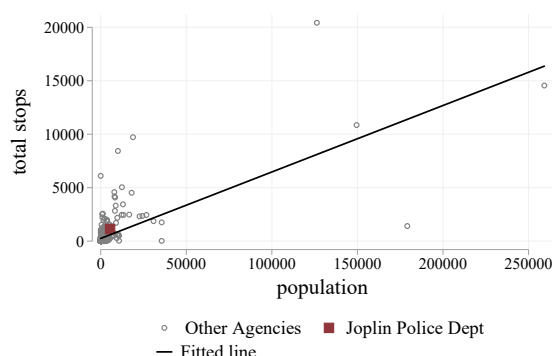 20000
15000
10000
5000
0
total stops
0 50000 100000 150000 200000 250000
population
Other Agencies Joplin Police Dept
Fitted line